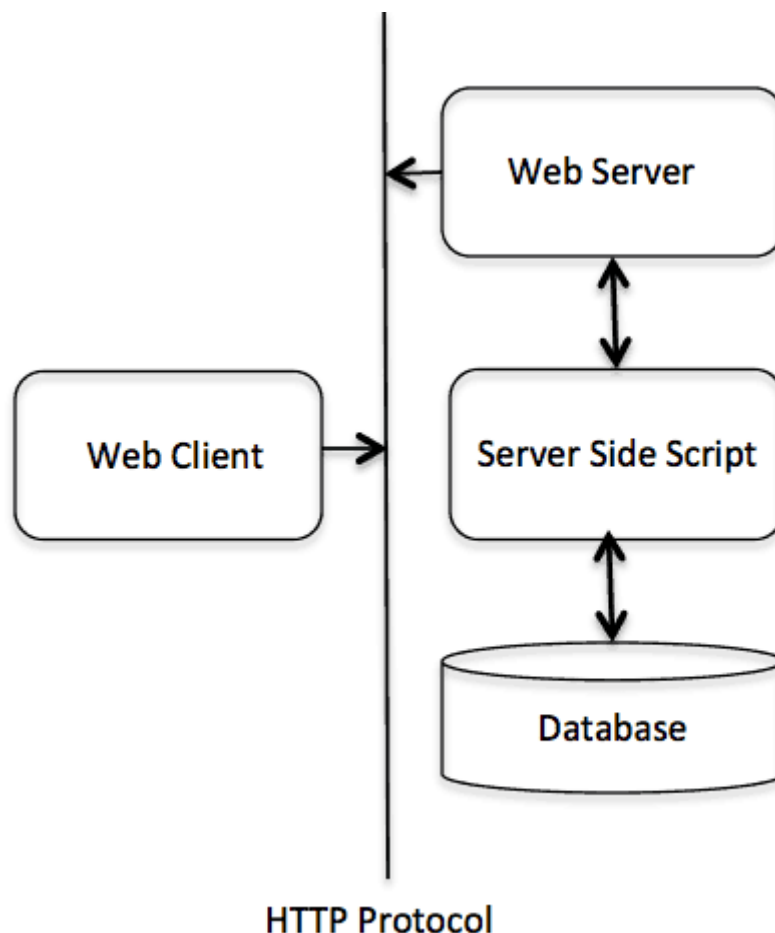 Web Server
Web Client
Server Side Script
Database
HTTP Protocol